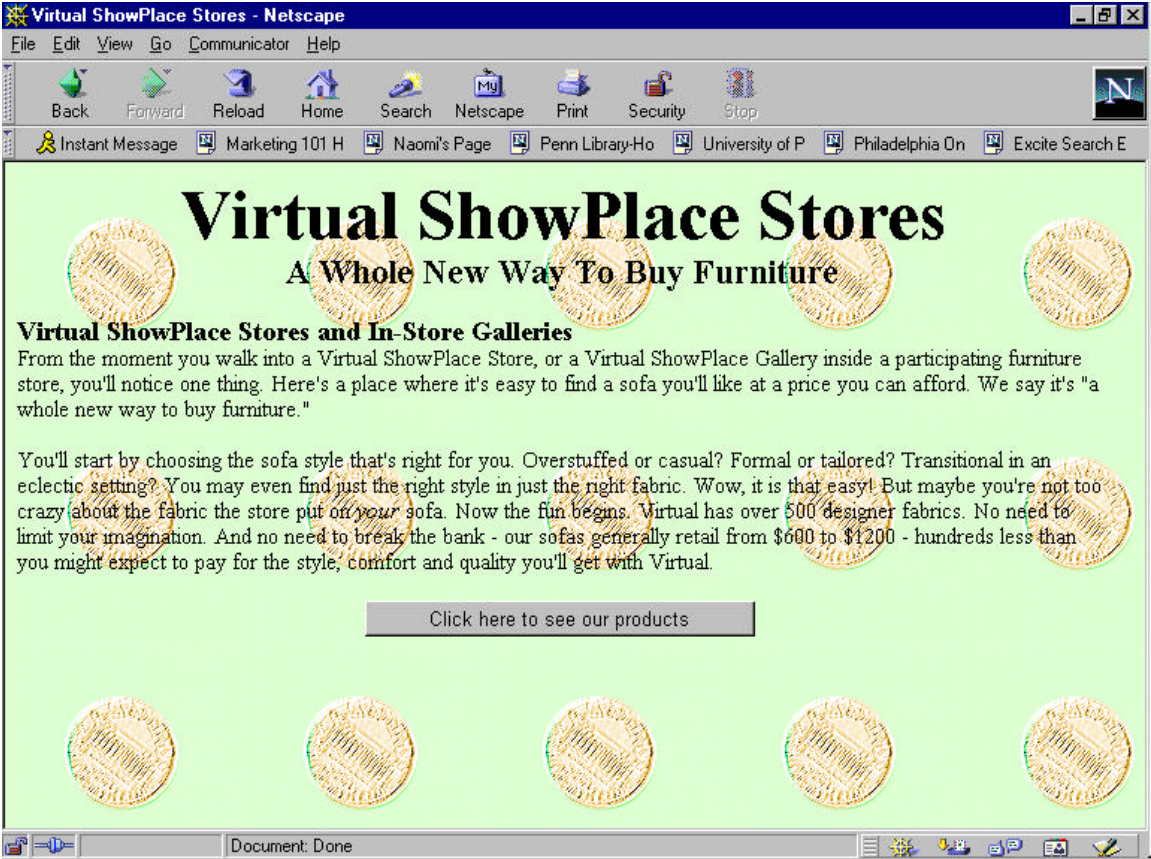 Virtual ShowPlace Stores - Netscape
File Edit View Go Communicator Help
Back Forward Reload Home Search Netscape Print Security Stop
My
N
Instant Message Marketing 101 H Naomi's Page Penn Library-Ho University of P Philadelphia On Excite Search E
Virtual ShowPlace Stores
A Whole New Way To Buy Furniture
Virtual ShowPlace Stores and In-Store Galleries
From the moment you walk into a Virtual ShowPlace Store, or a Virtual ShowPlace Gallery inside a participating furniture
store, you'll notice one thing. Here's a place where it's easy to find a sofa you'll like at a price you can afford. We say it's "a
whole new way to buy furniture."
You'll start by choosing the sofa style that's right for you. Overstuffed or casual? Formal or tailored? Transitional in an
eclectic setting? You may even find just the right style in just the right fabric. Wow, it is that easy! But maybe you're not too
crazy about the fabric the store put on your sofa. Now the fun begins. Virtual has over 500 designer fabrics. No need to
limit your imagination. And no need to break the bank - our sofas generally retail from $600 to $1200 - hundreds less than
you might expect to pay for the style, comfort and quality you'll get with Virtual.
Click here to see our products
Document: Done